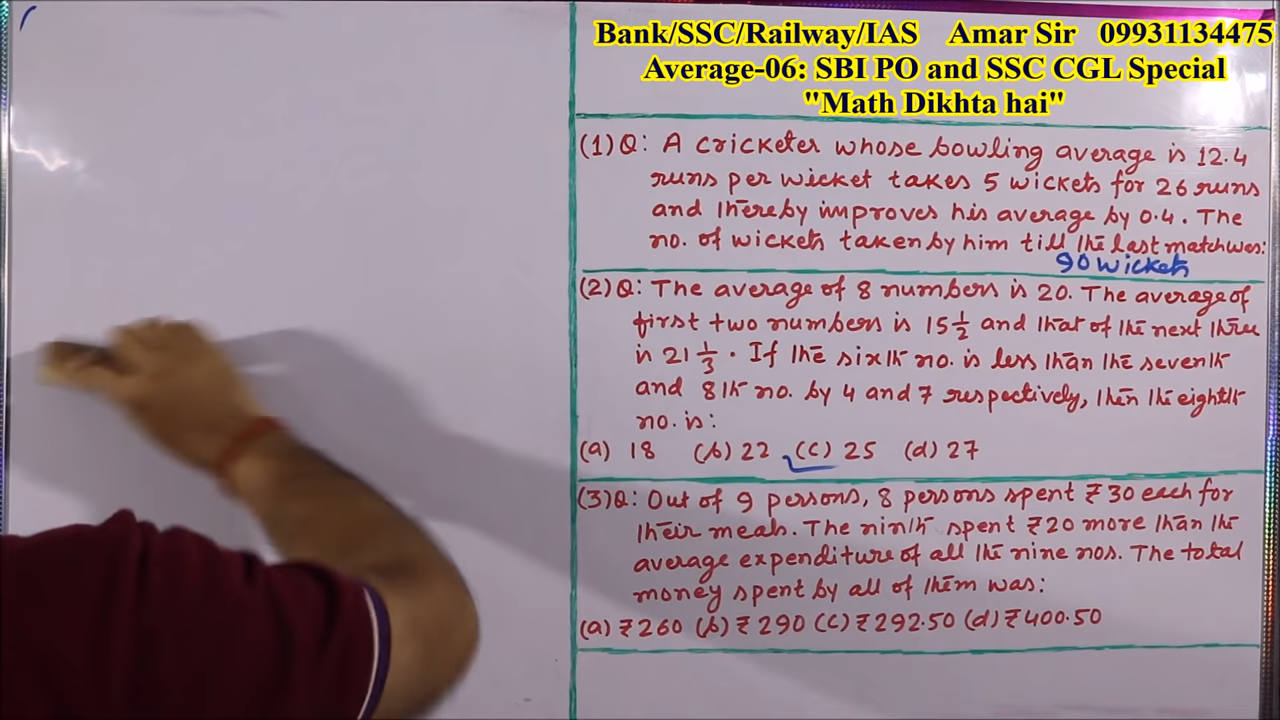 Bank/SSC/Railway/IAS Amar Sir 09931134475
Average-06: SBI PO and SSC CGL Special
"Math Dikhta hai"
(1) Q: A cricketer whose bowling average is 12.4
runs per wicket takes 5 wickets for 26 runs
and thereby improves his average by 0.4. The
no. of wickets taken by him till the last match was:
90 wickets
(2) Q: The average of 8 numbers is 20. The average of
first two numbers is 15 1/2 and that of the next three
is 21 1/3. If the sixth no. is less than the seventh
and 8th no. by 4 and 7 respectively, then the eighth
no. is:
(a) 18 (b) 22 (c) 25 (d) 27
(3) Q: Out of 9 persons, 8 persons spent ₹30 each for
their meals. The ninth spent ₹20 more than the
average expenditure of all the nine nos. The total
money spent by all of them was:
(a) ₹260 (b) ₹290 (c) ₹292.50 (d) ₹400.50